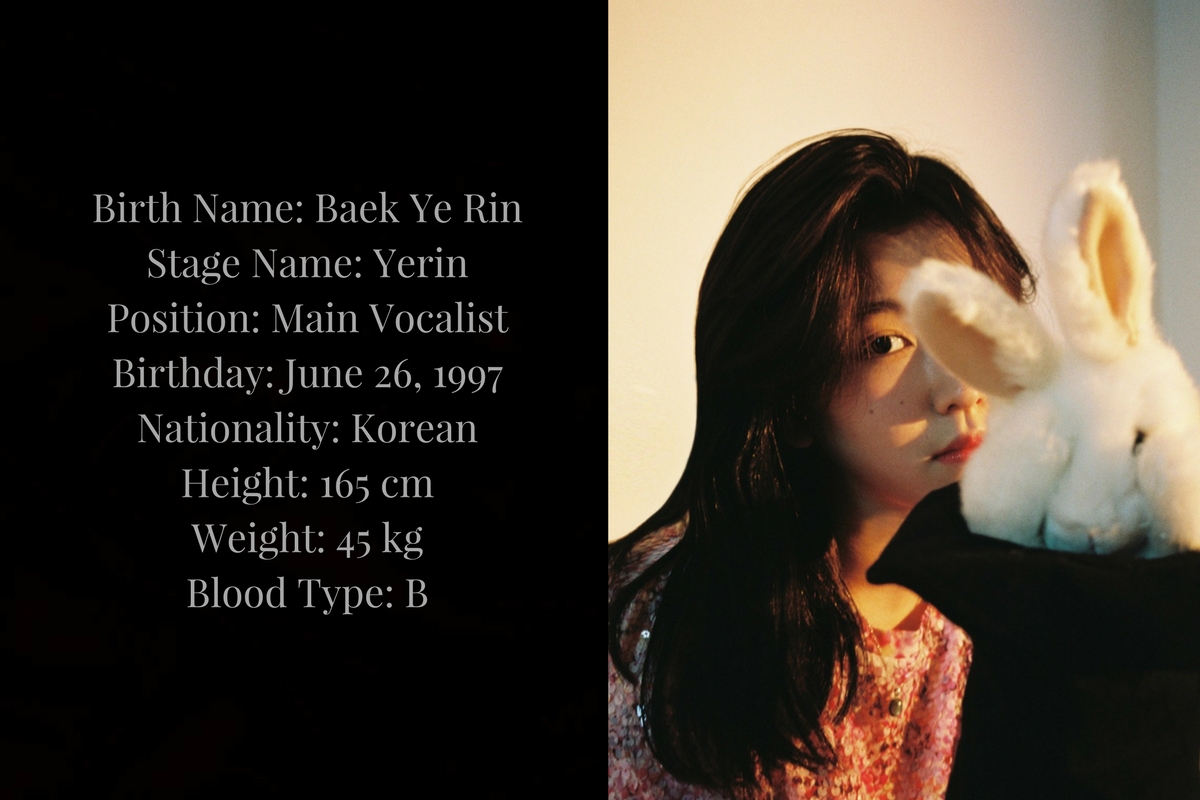 Birth Name: Baek Ye Rin
Stage Name: Yerin
Position: Main Vocalist
Birthday: June 26, 1997
Nationality: Korean
Height: 165 cm
Weight: 45 kg
Blood Type: B